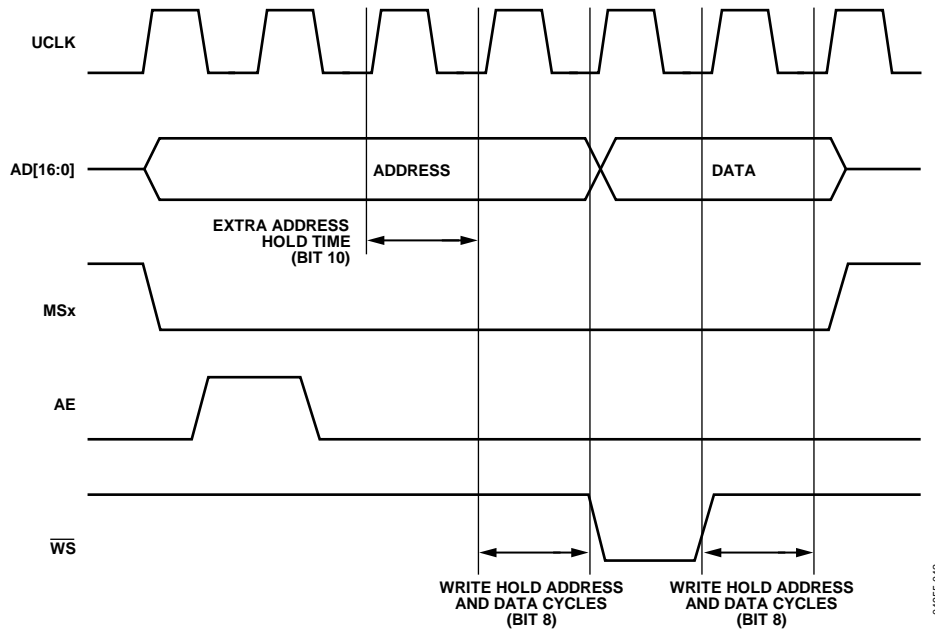 UCLK
AD[16:0]
ADDRESS
DATA
EXTRA ADDRESS
HOLD TIME
(BIT 10)
MSx
AE
WS
WRITE HOLD ADDRESS
AND DATA CYCLES
(BIT 8)
WRITE HOLD ADDRESS
AND DATA CYCLES
(BIT 8)